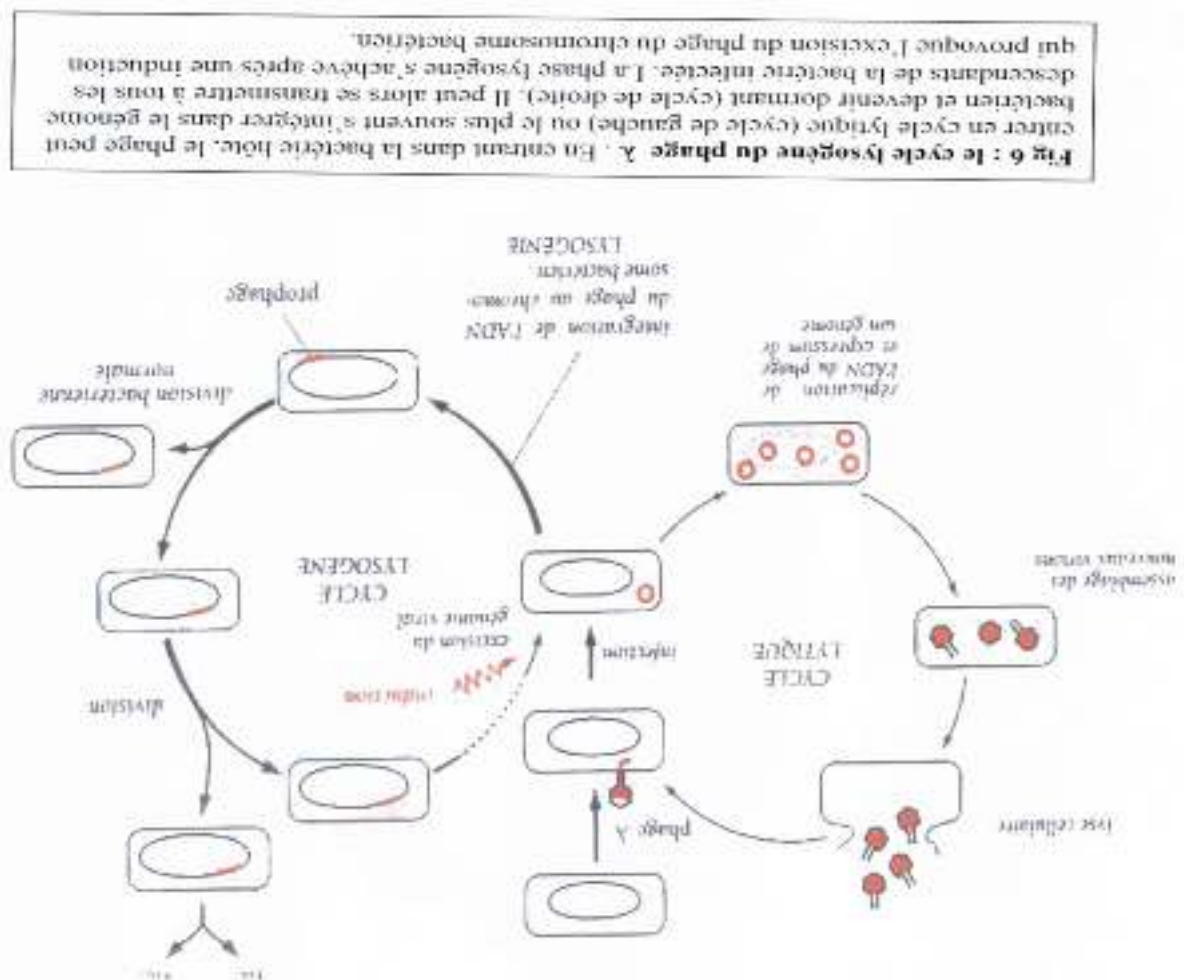 phage λ
lyse cellulaire
infection
CYCLE
LYTIQUE
assemblage des
nouveaux virions
réplication de
l'ADN du phage
et expression de
son génome
induction
excision du
génome viral
CYCLE
LYSOGENE
division
division bactérienne
normale
prophage
intégration de l'ADN
du phage au chromo-
some bactérien.
LYSOGENIE
Fig 6 : le cycle lysogène du phage λ . En entrant dans la bactérie hôte, le phage peut
entrer en cycle lytique (cycle de gauche) ou le plus souvent s'intégrer dans le génome
bactérien et devenir dormant (cycle de droite). Il peut alors se transmettre à tous les
descendants de la bactérie infectée. La phase lysogène s'achève après une induction
qui provoque l'excision du phage du chromosome bactérien.